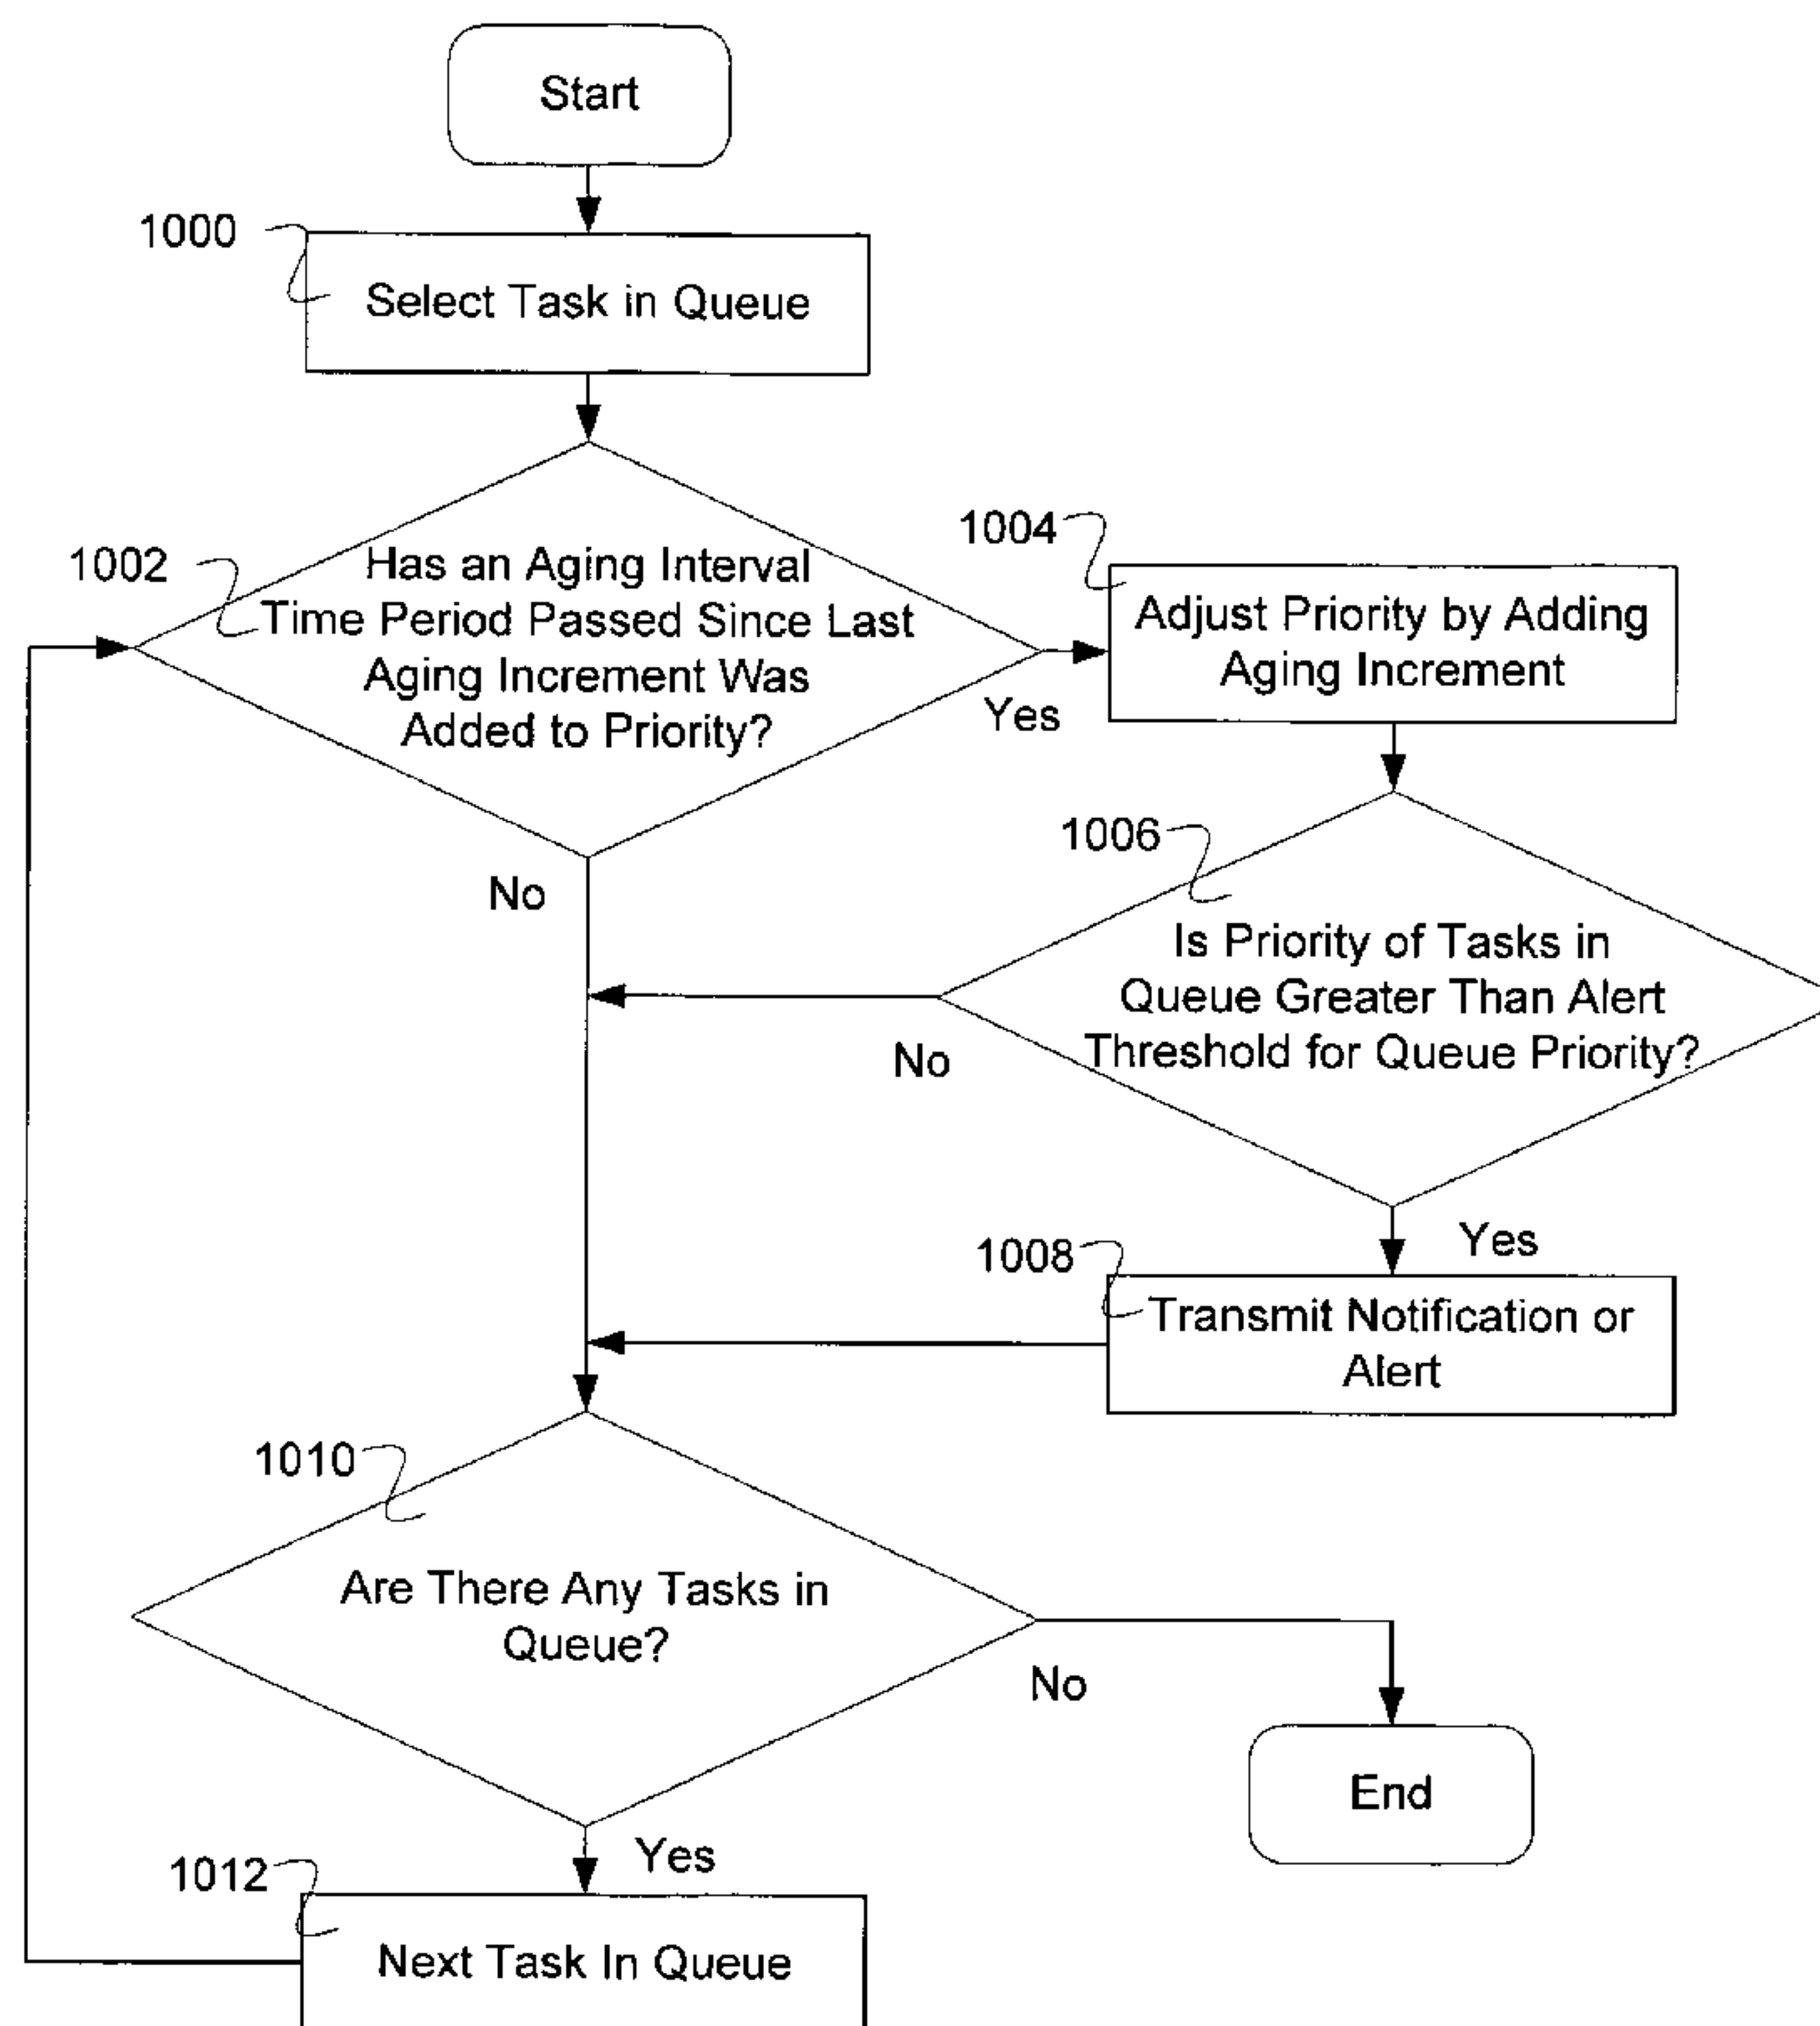 Start
1000
Select Task in Queue
1002
Has an Aging Interval
Time Period Passed Since Last
Aging Increment Was
Added to Priority?
Yes
No
1004
Adjust Priority by Adding
Aging Increment
1006
Is Priority of Tasks in
Queue Greater Than Alert
Threshold for Queue Priority?
No
Yes
1008
Transmit Notification or
Alert
1010
Are There Any Tasks in
Queue?
No
End
Yes
1012
Next Task In Queue